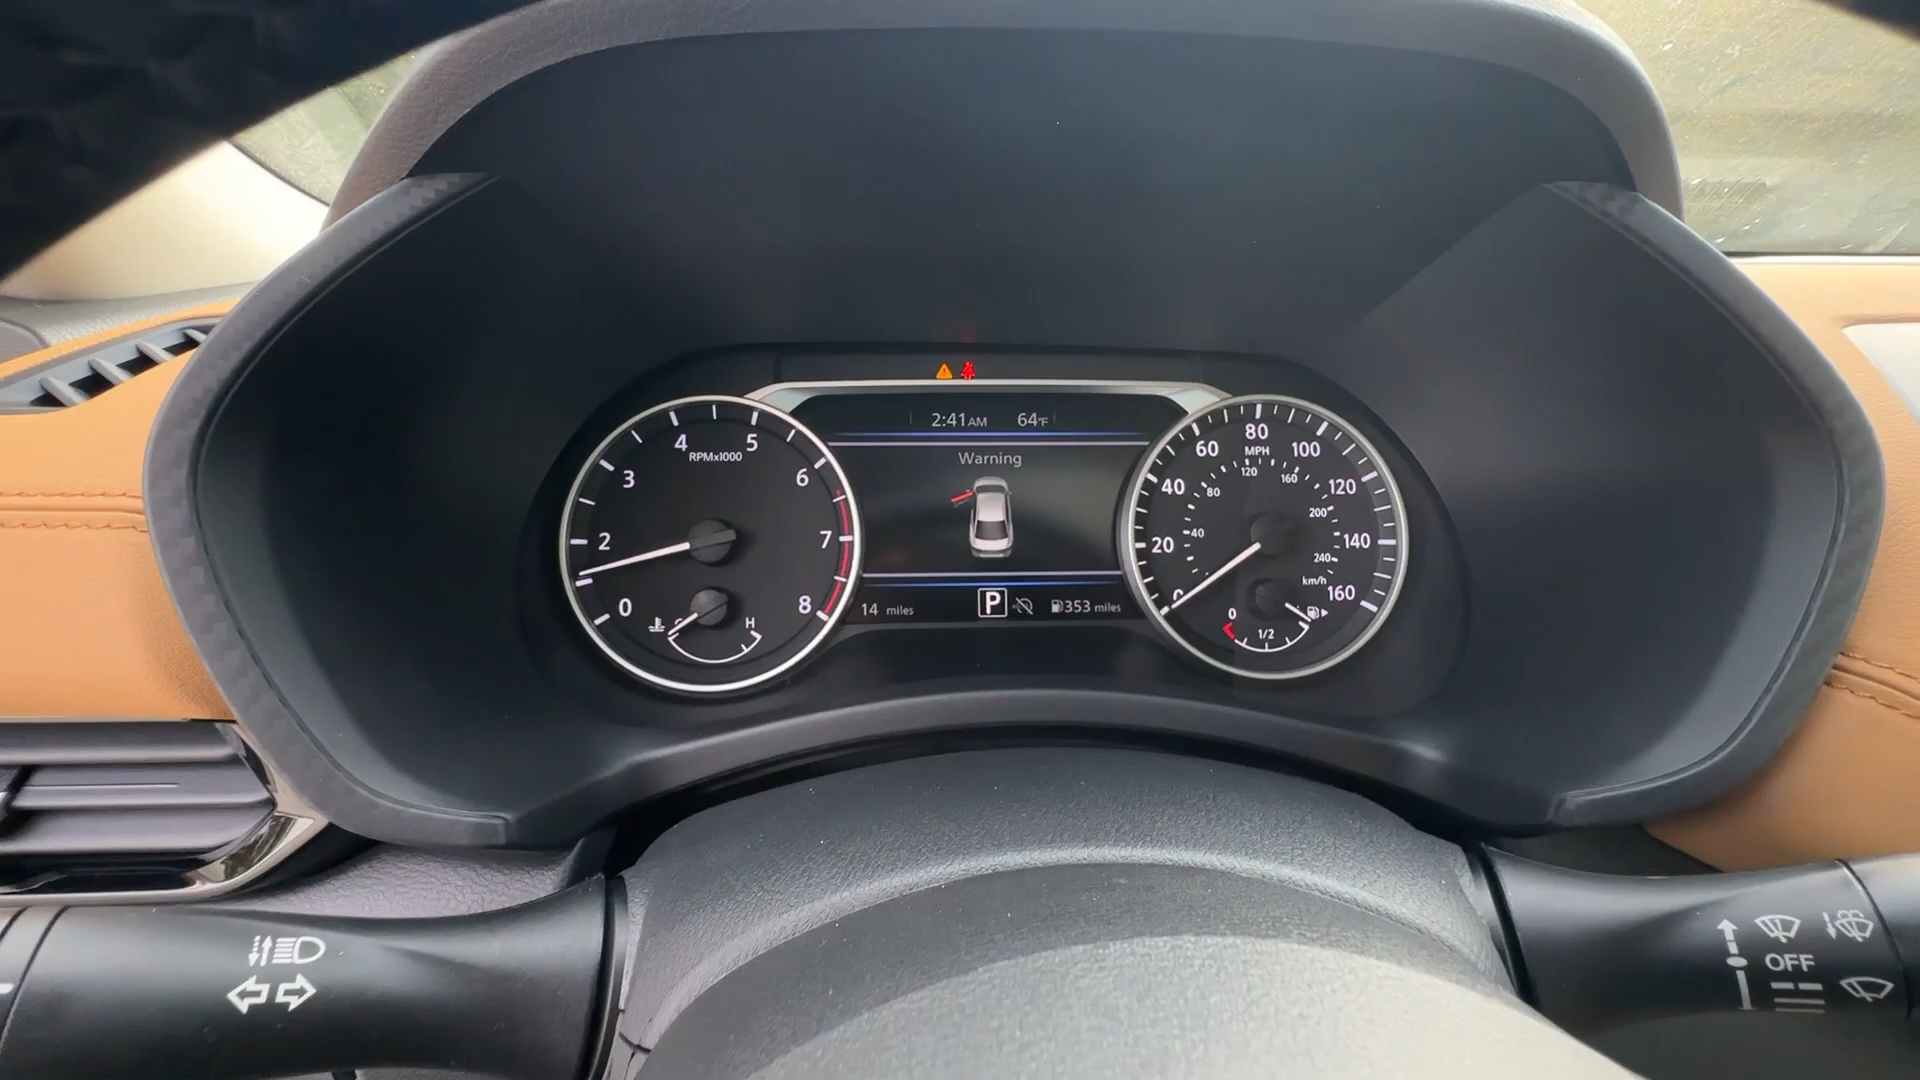 2:41AM 64°F
Warning
14 miles P 353 miles
0 2 3 4 5 6 7 8
RPMx1000
H
0 20 40 60 80 100 120 140 160
MPH
40 80 120 160 200 240
km/h
0 1/2
OFF